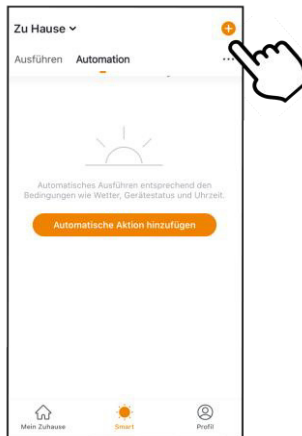 Zu Hause
Ausführen Automation
Automatisches Ausführen entsprechend den
Bedingungen wie Wetter, Gerätestatus und Uhrzeit.
Automatische Aktion hinzufügen
Mein Zuhause Smart Profil